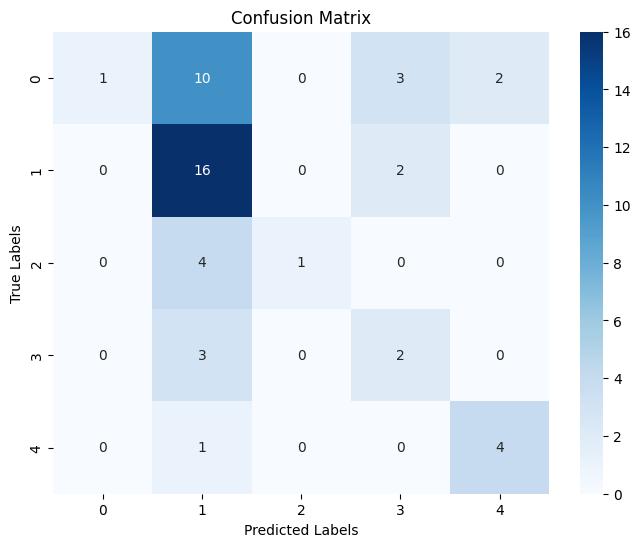 Confusion Matrix
True Labels
0 1 10 0 3 2
1 0 16 0 2 0
2 0 4 1 0 0
3 0 3 0 2 0
4 0 1 0 0 4
0 1 2 3 4
Predicted Labels
16
14
12
10
8
6
4
2
0